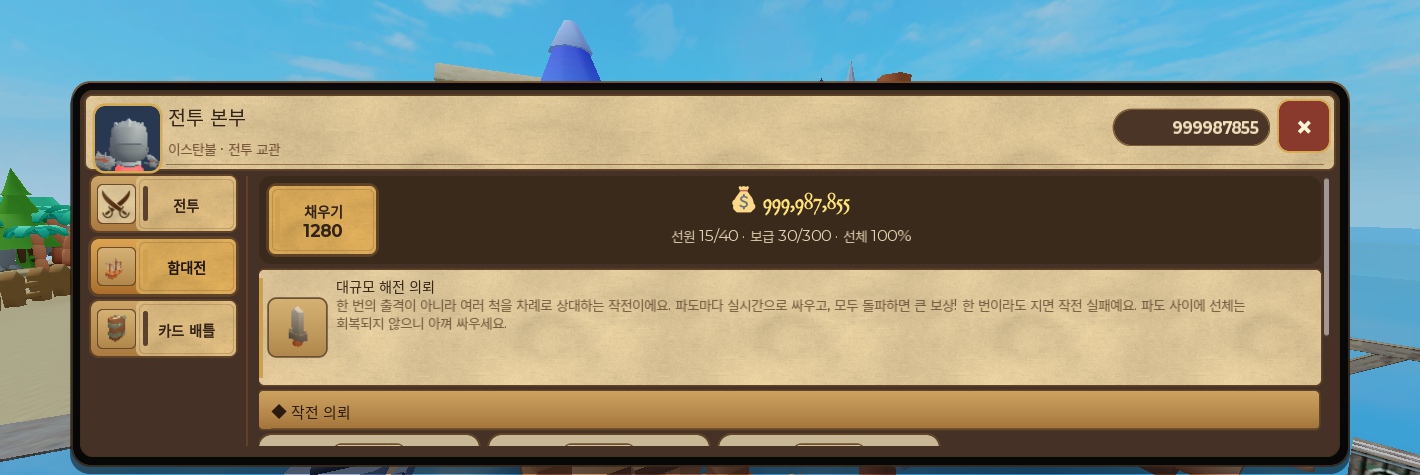 전투 본부
이스탄불 · 전투 교관
999987855
×
전투
함대전
카드 배틀
채우기
1280
$ 999,987,855
선원 15/40 · 보급 30/300 · 선체 100%
대규모 해전 의뢰
한 번의 출격이 아니라 여러 척을 차례로 상대하는 작전이에요. 파도마다 실시간으로 싸우고, 모두 돌파하면 큰 보상! 한 번이라도 지면 작전 실패예요. 파도 사이에 선체는
회복되지 않으니 아껴 싸우세요.
◆ 작전 의뢰